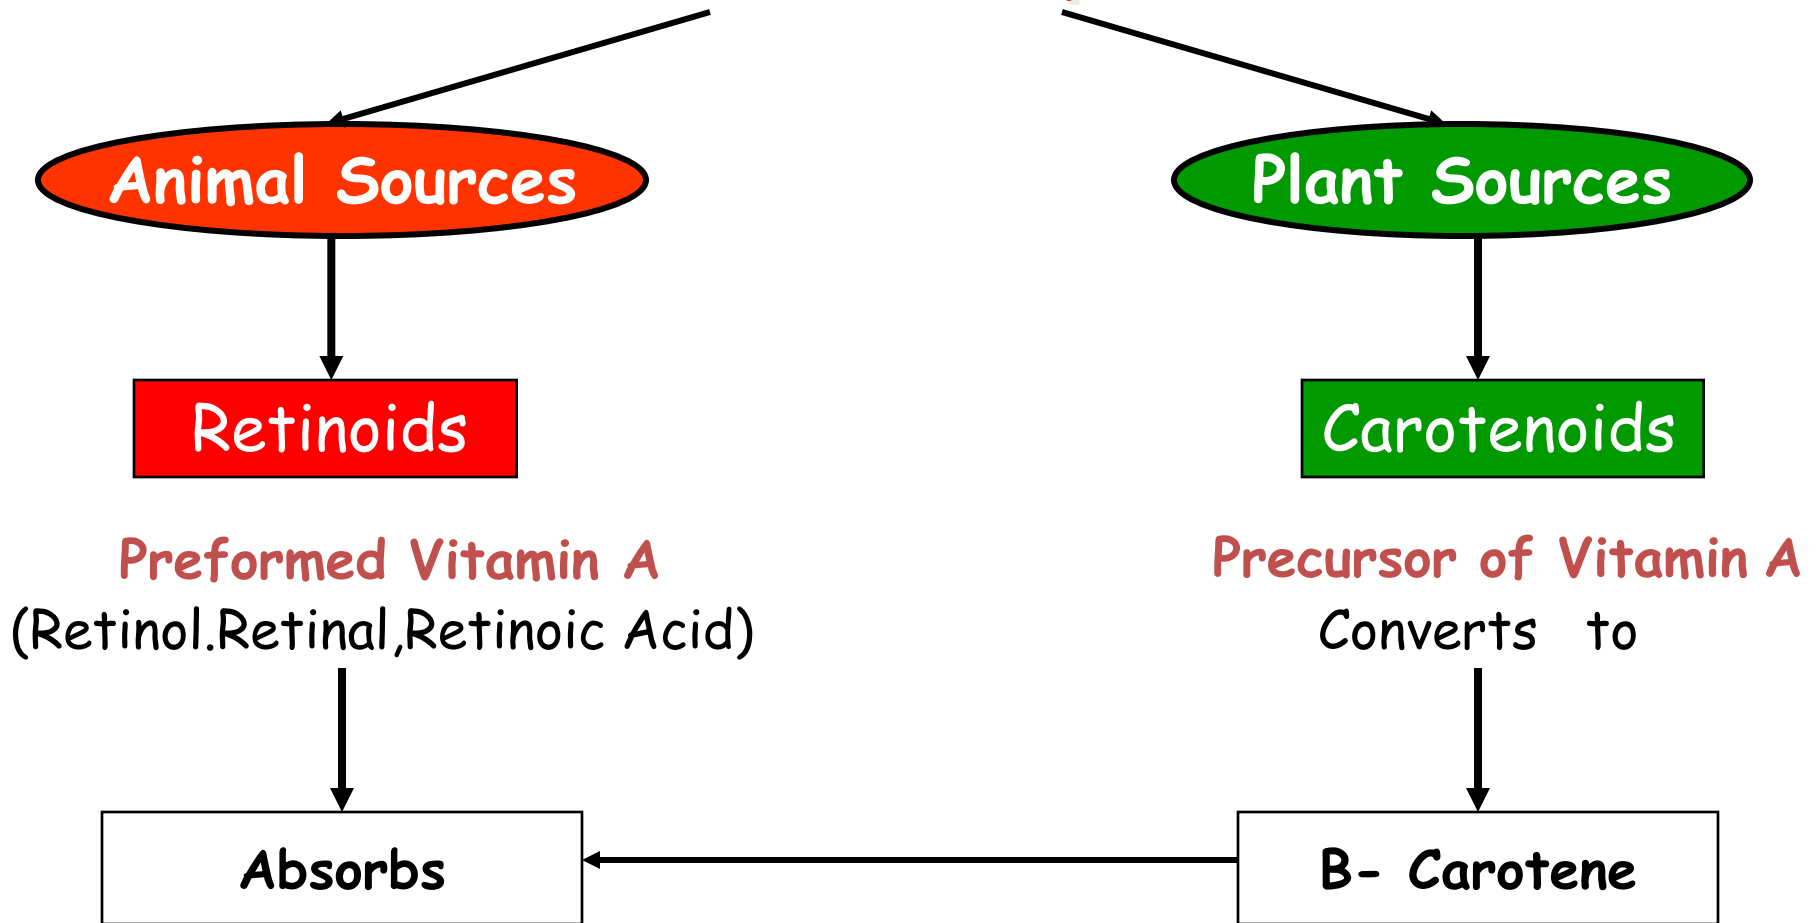 Animal Sources
Plant Sources
Retinoids
Carotenoids
Preformed Vitamin A
(Retinol.Retinal,Retinoic Acid)
Precursor of Vitamin A
Converts to
Absorbs
B- Carotene